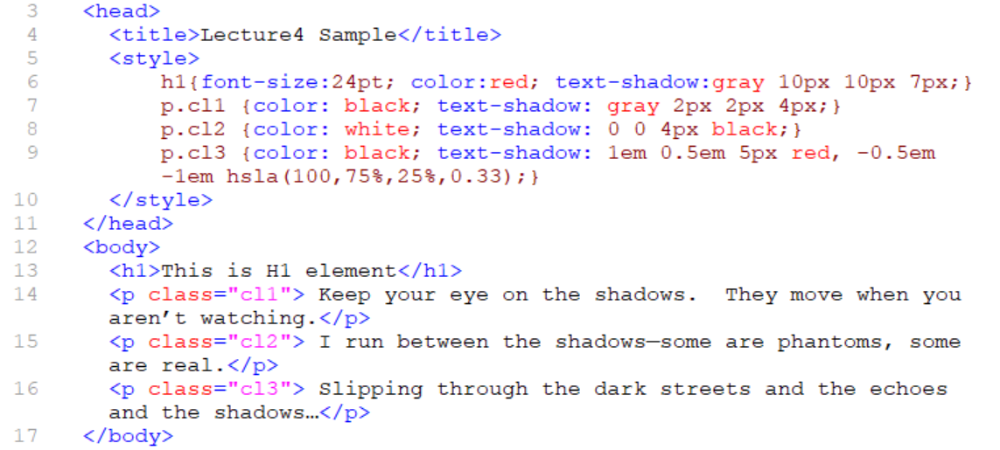 3 <head>
4 <title>Lecture4 Sample</title>
5 <style>
6 h1{font-size:24pt; color:red; text-shadow:gray 10px 10px 7px;}
7 p.cl1 {color: black; text-shadow: gray 2px 2px 4px;}
8 p.cl2 {color: white; text-shadow: 0 0 4px black;}
9 p.cl3 {color: black; text-shadow: 1em 0.5em 5px red, -0.5em
-1em hsla(100,75%,25%,0.33);}
10 </style>
11 </head>
12 <body>
13 <h1>This is H1 element</h1>
14 <p class="cl1"> Keep your eye on the shadows.  They move when you
aren’t watching.</p>
15 <p class="cl2"> I run between the shadows—some are phantoms, some
are real.</p>
16 <p class="cl3"> Slipping through the dark streets and the echoes
and the shadows…</p>
17 </body>